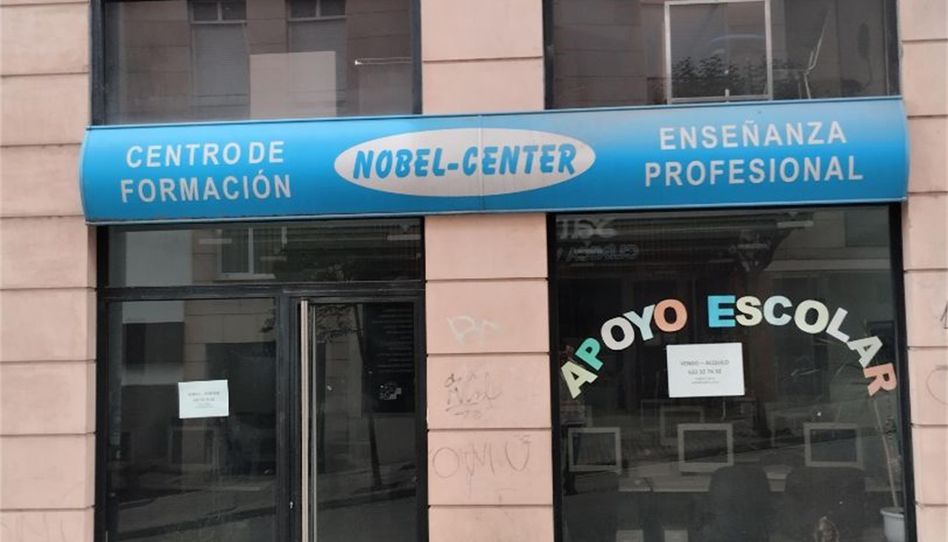 CENTRO DE
FORMACIÓN
NOBEL-CENTER
ENSEÑANZA
PROFESIONAL
APOYO ESCOLAR
VENDO - ALQUILO